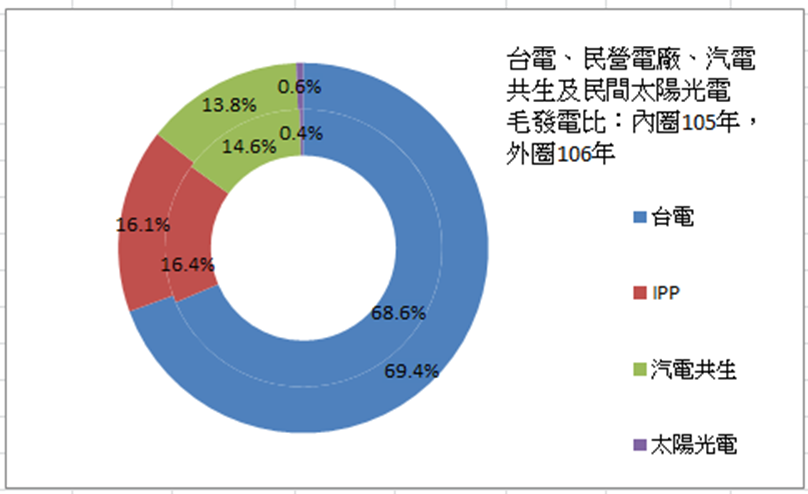 台電、民營電廠、汽電
共生及民間太陽光電
毛發電比：內圈105年，
外圈106年
0.6%
13.8%
0.4%
14.6%
16.1%
16.4%
68.6%
69.4%
台電
IPP
汽電共生
太陽光電